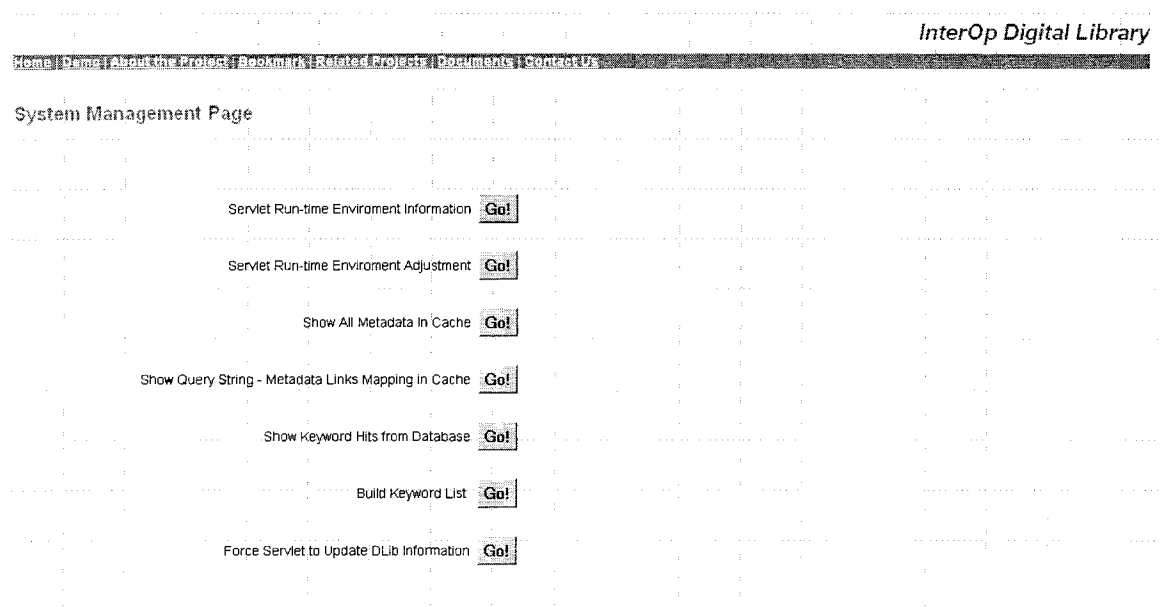 InterOp Digital Library
Home | Demo | About the Project | Bookmark | Related Projects | Documents | Contact Us
System Management Page
Servlet Run-time Enviroment Information Go!
Servlet Run-time Enviroment Adjustment Go!
Show All Metadata In Cache Go!
Show Query String - Metadata Links Mapping in Cache Go!
Show Keyword Hits from Database Go!
Build Keyword List Go!
Force Servlet to Update DLib Information Go!